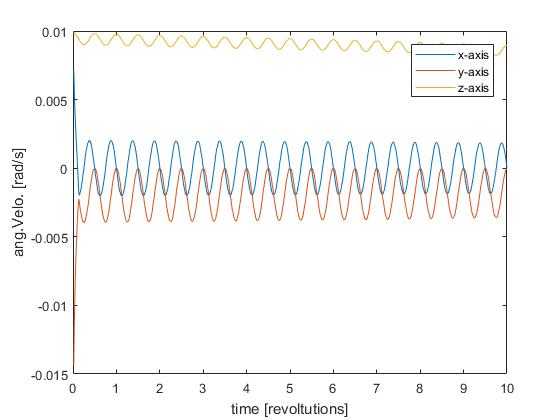 0.01
0.005
0
-0.005
-0.01
-0.015
ang.Velo. [rad/s]
x-axis
y-axis
z-axis
0 1 2 3 4 5 6 7 8 9 10
time [revoltutions]